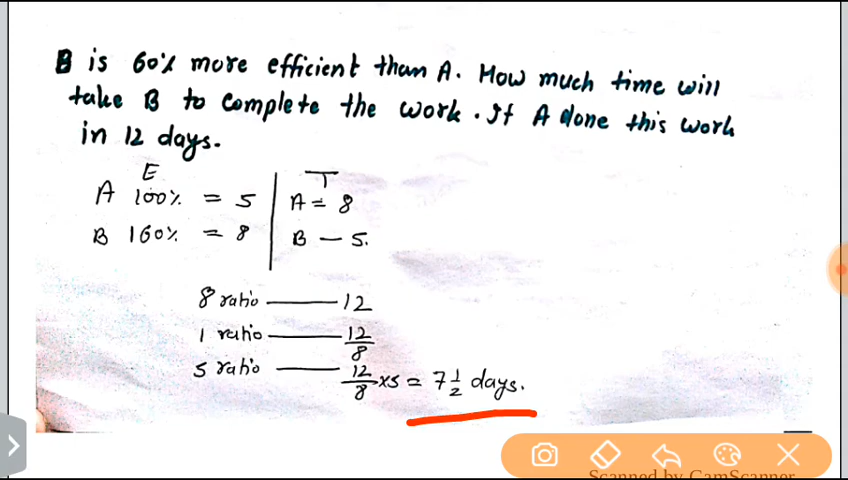 B is 60% more efficient than A. How much time will
take B to complete the work. If A done this work
in 12 days.
E T
A 100% = 5 A = 8
B 160% = 8 B — 5.
8 ratio — 12
1 ratio — 12/8
5 ratio — 12/8 x5 = 7 1/2 days.
Scanned by CamScanner